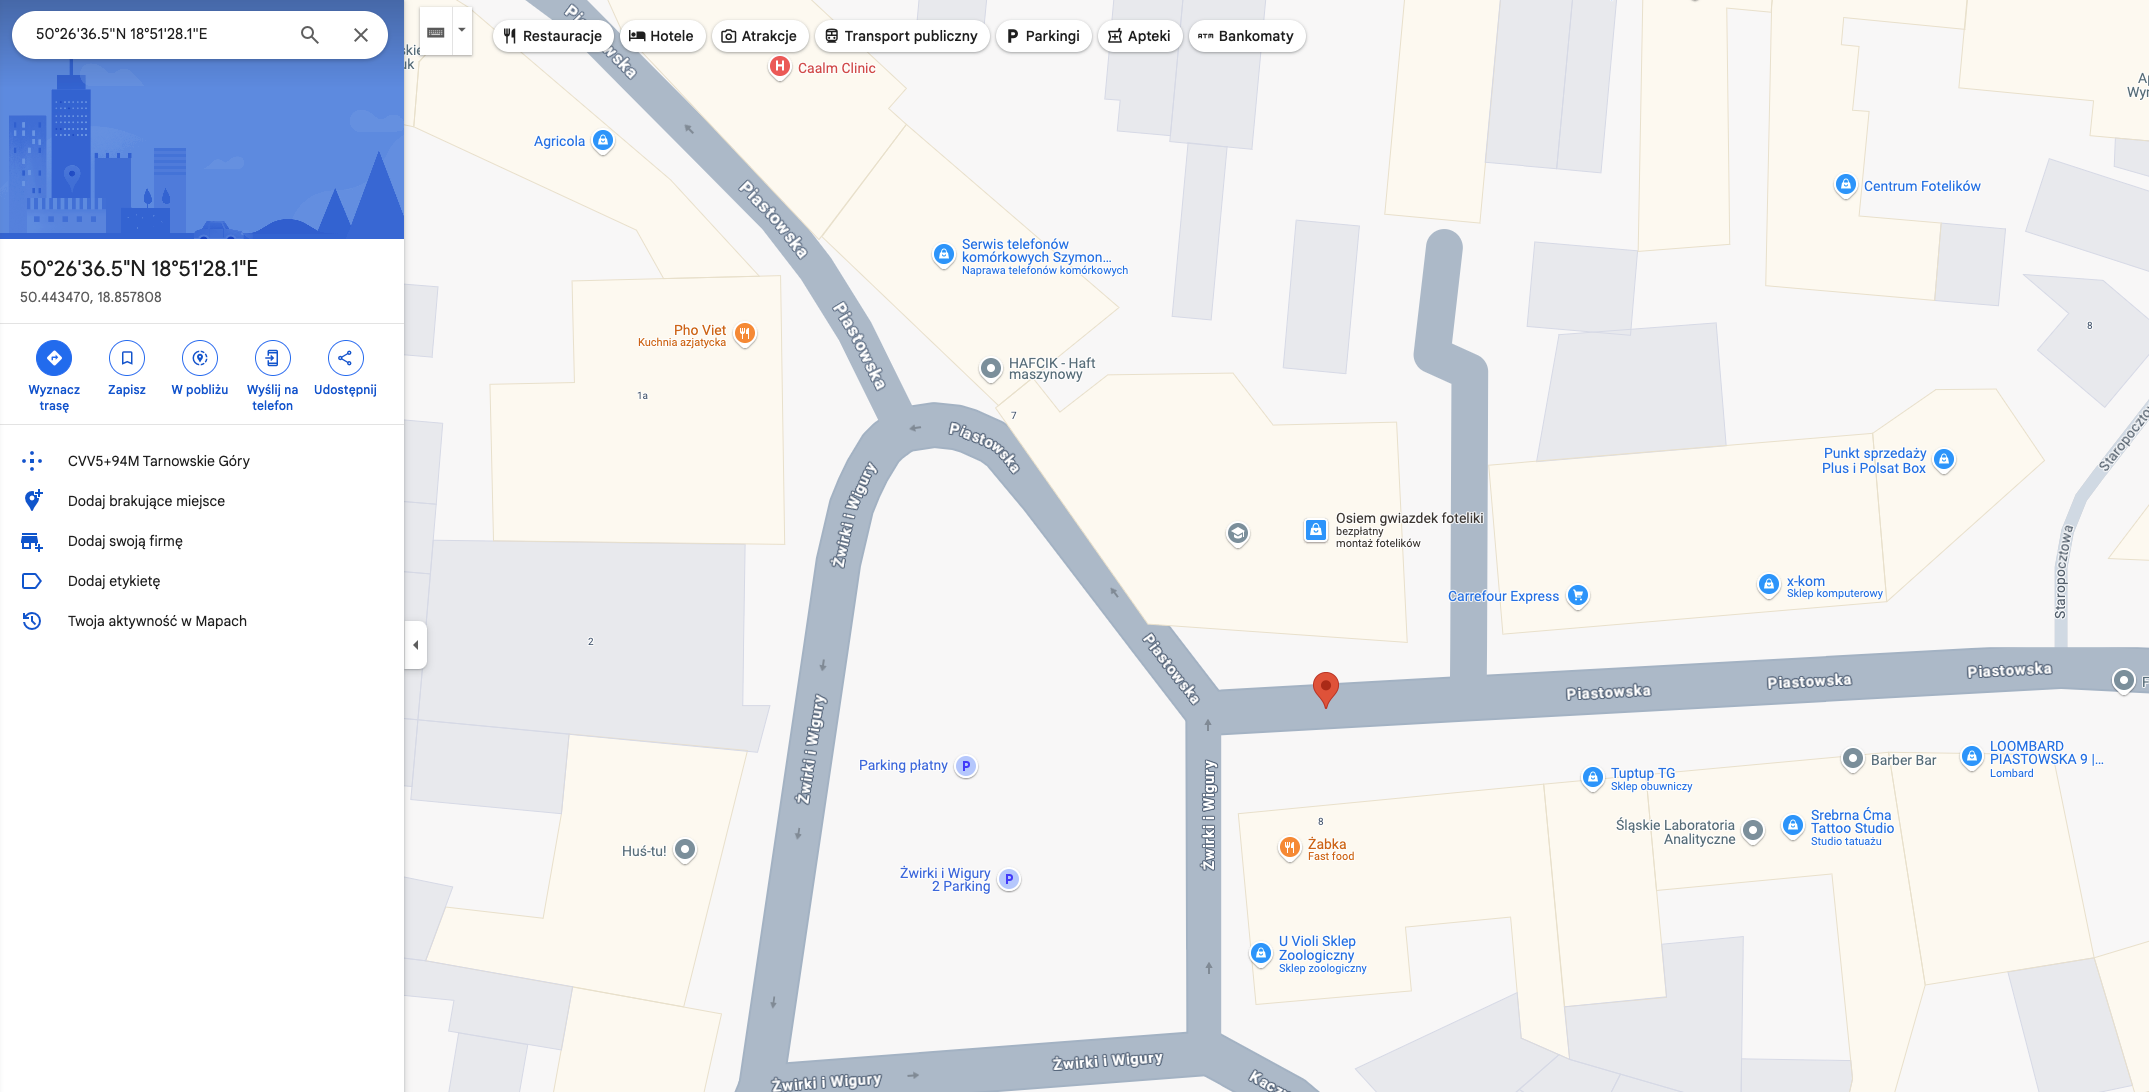 50°26'36.5"N 18°51'28.1"E
Restauracje
Hotele
Atrakcje
Transport publiczny
Parkingi
Apteki
Bankomaty
50°26'36.5"N 18°51'28.1"E
50.443470, 18.857808
Wyznacz
trasę
Zapisz
W pobliżu
Wyślij na
telefon
Udostępnij
CVV5+94M Tarnowskie Góry
Dodaj brakujące miejsce
Dodaj swoją firmę
Dodaj etykietę
Twoja aktywność w Mapach
Caalm Clinic
Agricola
Piastowska
Centrum Fotelików
Serwis telefonów
komórkowych Szymon...
Naprawa telefonów komórkowych
Piastowska
Pho Viet
Kuchnia azjatycka
8
HAFCIK - Haft
maszynowy
1a
7
Piastowska
Żwirki i Wigury
Punkt sprzedaży
Plus i Polsat Box
Staropocztowa
Osiem gwiazdek foteliki
bezpłatny
montaż fotelików
Carrefour Express
x-kom
Sklep komputerowy
2
Piastowska
Piastowska
Piastowska
Piastowska
Żwirki i Wigury
Parking płatny
P
Żwirki i Wigury
Tuptup TG
Sklep obuwniczy
Barber Bar
LOOMBARD
PIASTOWSKA 9 |...
Lombard
8
Żabka
Fast food
Śląskie Laboratoria
Analityczne
Srebrna Ćma
Tattoo Studio
Studio tatuażu
Huś-tu!
Żwirki i Wigury
2 Parking
P
U Violi Sklep
Zoologiczny
Sklep zoologiczny
Żwirki i Wigury
Żwirki i Wigury